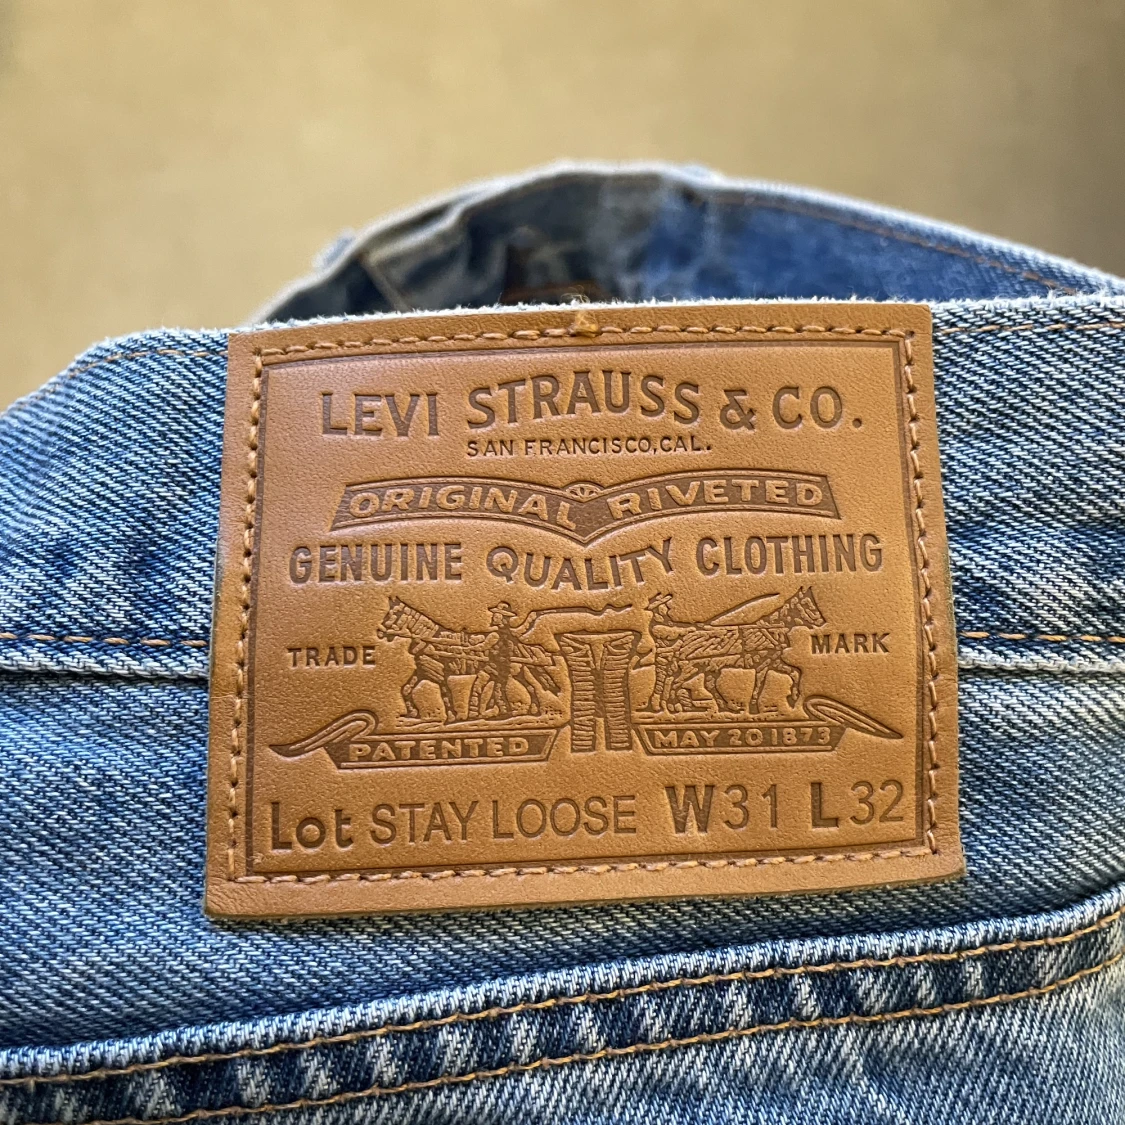 LEVI STRAUSS & CO.
SAN FRANCISCO, CAL.
ORIGINAL RIVETED
GENUINE QUALITY CLOTHING
TRADE MARK
PATENTED MAY 20 1873
Lot STAY LOOSE W31 L32